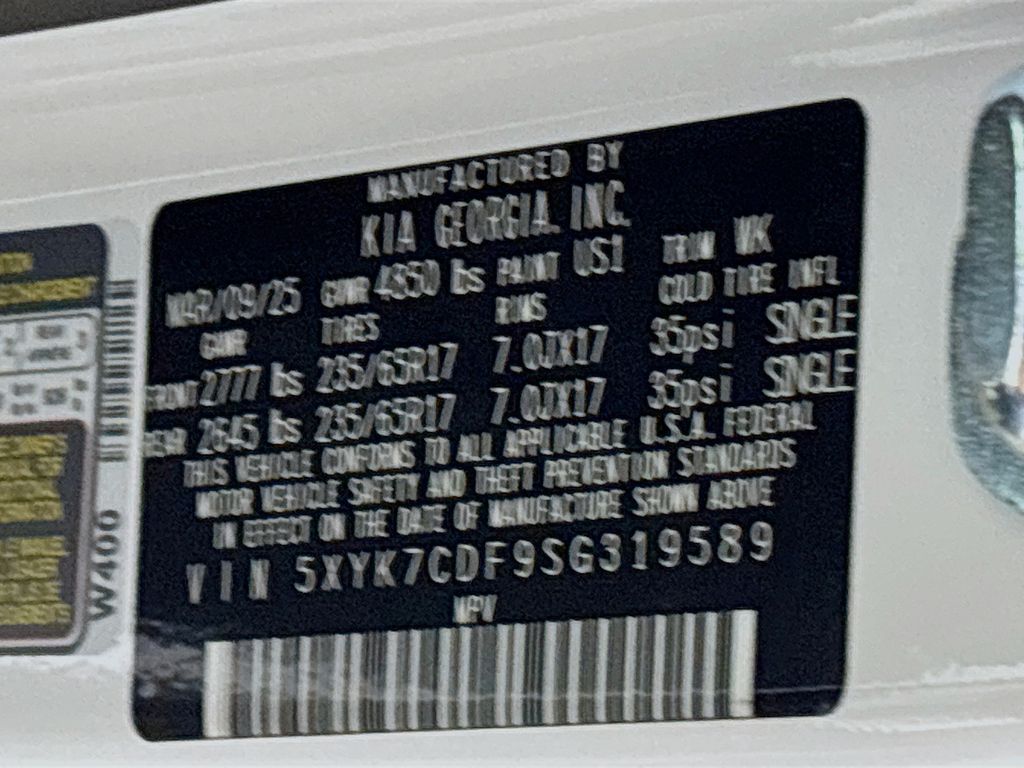 MANUFACTURED BY
KIA GEORGIA. INC.
MAR/09/25 GVWR 4850 lbs PAINT US1 TRIM WK
GAWR TIRES RIMS COLD TIRE INFL
FRONT 2777 lbs 235/65R17 7.0JX17 35psi SINGLE
REAR 2645 lbs 235/65R17 7.0JX17 35psi SINGLE
THIS VEHICLE CONFORMS TO ALL APPLICABLE U.S.A. FEDERAL
MOTOR VEHICLE SAFETY AND THEFT PREVENTION STANDARDS
IN EFFECT ON THE DATE OF MANUFACTURE SHOWN ABOVE
VIN 5XYK7CDF9SG319589
MPV
W400